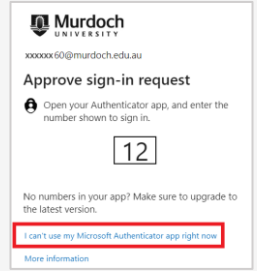 Murdoch
UNIVERSITY
xxxxxx60@murdoch.edu.au
Approve sign-in request
Open your Authenticator app, and enter the
number shown to sign in.
12
No numbers in your app? Make sure to upgrade to
the latest version.
I can't use my Microsoft Authenticator app right now
More information